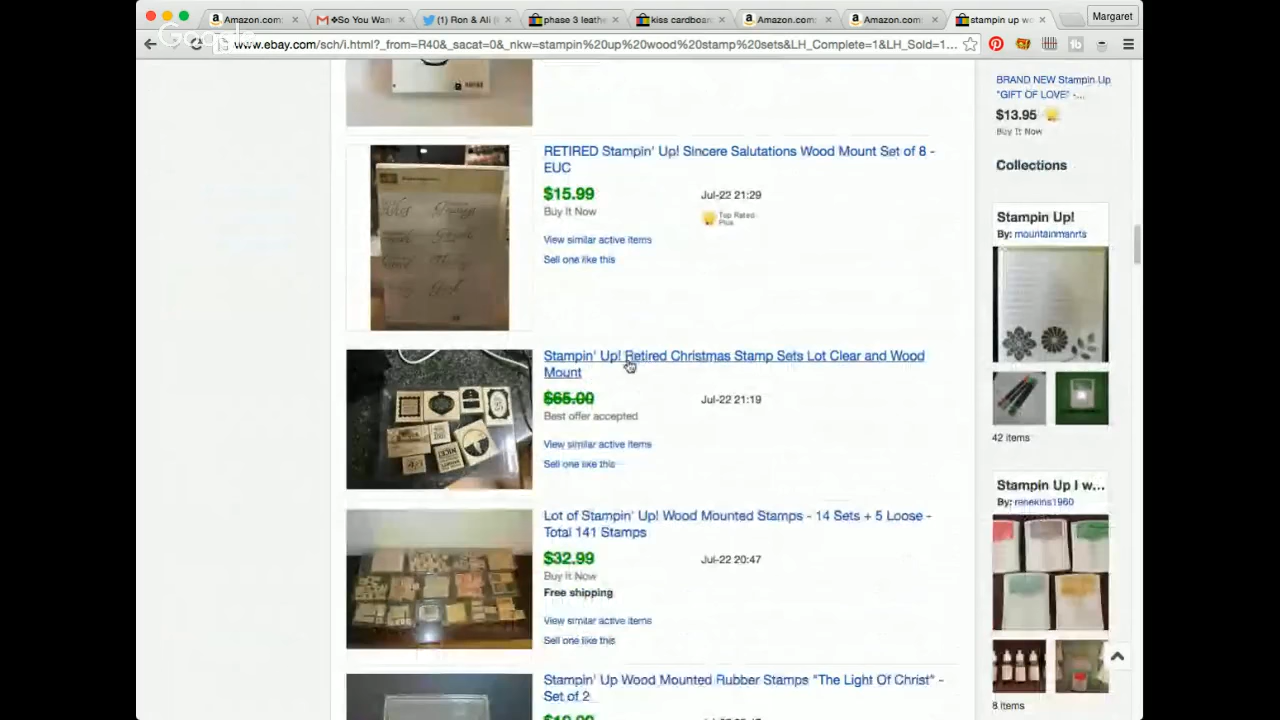 Amazon.com:
So You Wan
(1) Ron & Ali
phase 3 leath
kiss cardboar
Amazon.com
Amazon.com
stampin up wo
Margaret
Google
www.ebay.com/sch/i.html?_from=R40&_sacat=0&_nkw=stampin%20up%20wood%20stamp%20sets&LH_Complete=1&LH_Sold=1...
BRAND NEW Stampin Up
"GIFT OF LOVE" -...
$13.95
Buy It Now
Collections
RETIRED Stampin' Up! Sincere Salutations Wood Mount Set of 8 -
EUC
$15.99
Jul-22 21:29
Buy It Now
Top Rated
Plus
View similar active items
Sell one like this
Stampin' Up! Retired Christmas Stamp Sets Lot Clear and Wood
Mount
$65.00
Jul-22 21:19
Best offer accepted
View similar active items
Sell one like this
Lot of Stampin' Up! Wood Mounted Stamps - 14 Sets + 5 Loose -
Total 141 Stamps
$32.99
Jul-22 20:47
Buy It Now
Free shipping
View similar active items
Sell one like this
Stampin' Up Wood Mounted Rubber Stamps "The Light Of Christ" -
Set of 2
Stampin Up!
By: mountainmanrts
42 items
Stampin Up I w...
By: renekins1960
8 items